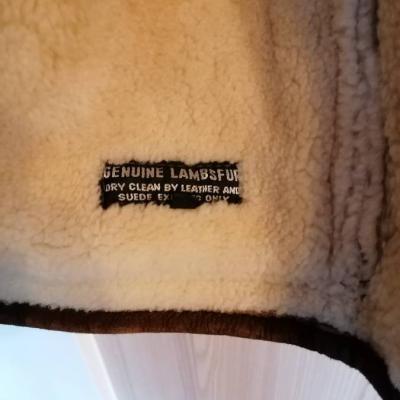 GENUINE LAMBSFUR
DRY CLEAN BY LEATHER AND
SUEDE ONLY